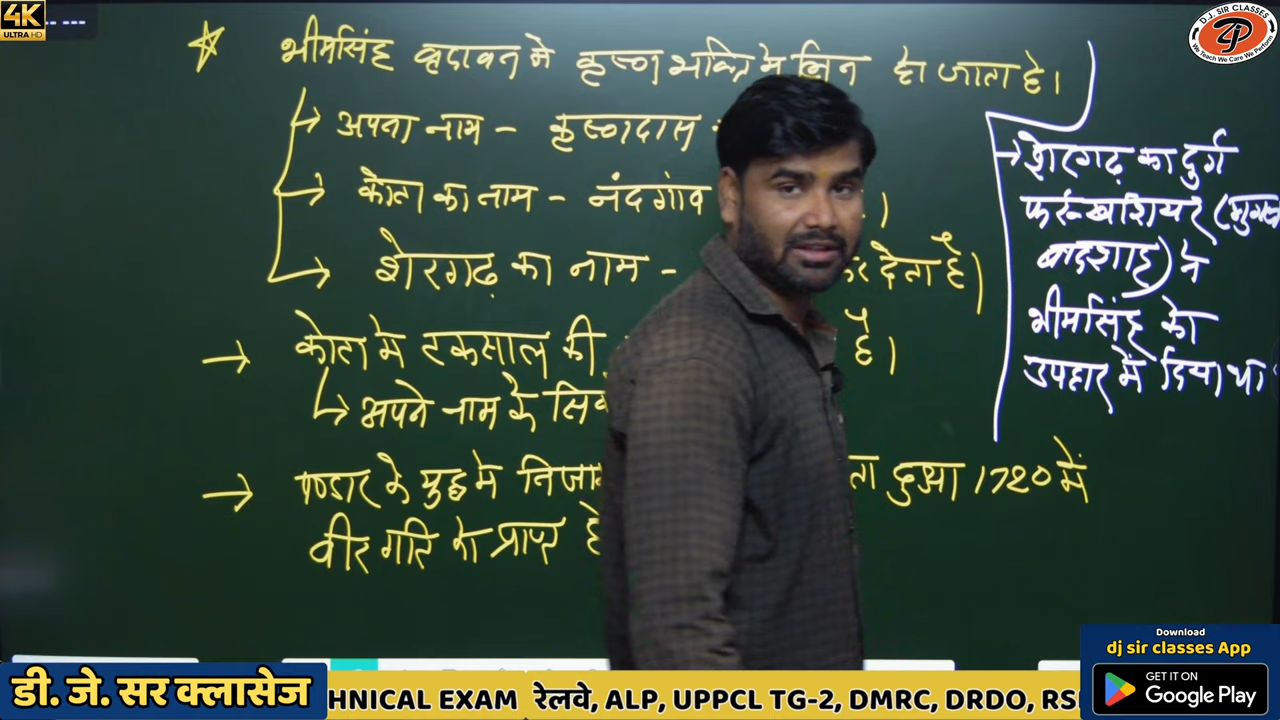 4K
ULTRA HD
D.J. SIR CLASSES
We Teach We Care We Perform
भीमसिंह वृदावन मे कृष्ण भक्ति मे लिन हो जाता है।
→ अपना नाम - कृष्णदास
→ कोटा का नाम - नंदगांव
→ शेरगढ़ का नाम - कर देता है।
→ कोटा मे टकसाल की है।
↳ अपने नाम के
→ पण्डार के युद्ध मे हुआ 1720 में
वीर गति को प्राप्त
→ शेरगढ़ का दुर्ग
फर्रूखशियर (मुगल
बादशाह) ने
भीमसिंह को
उपहार में दिया था
Download
dj sir classes App
GET IT ON
Google Play
डी. जे. सर क्लासेज
HNICAL EXAM रेलवे, ALP, UPPCL TG-2, DMRC, DRDO,